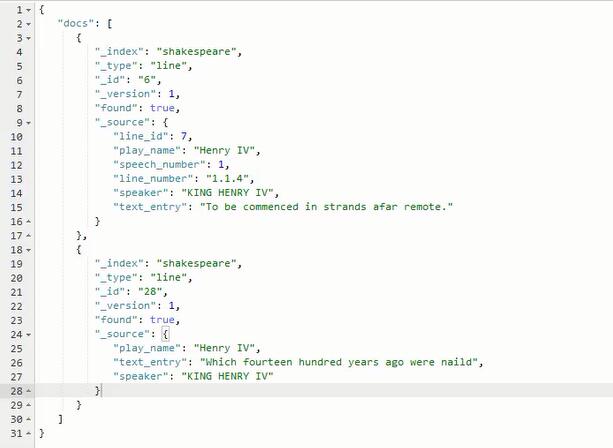 1 {
2 "docs": [
3 {
4 "_index": "shakespeare",
5 "_type": "line",
6 "_id": "6",
7 "_version": 1,
8 "found": true,
9 "_source": {
10 "line_id": 7,
11 "play_name": "Henry IV",
12 "speech_number": 1,
13 "line_number": "1.1.4",
14 "speaker": "KING HENRY IV",
15 "text_entry": "To be commenced in strands afar remote."
16 }
17 },
18 {
19 "_index": "shakespeare",
20 "_type": "line",
21 "_id": "28",
22 "_version": 1,
23 "found": true,
24 "_source": {
25 "play_name": "Henry IV",
26 "text_entry": "Which fourteen hundred years ago were naild",
27 "speaker": "KING HENRY IV"
28 }
29 }
30 ]
31 }